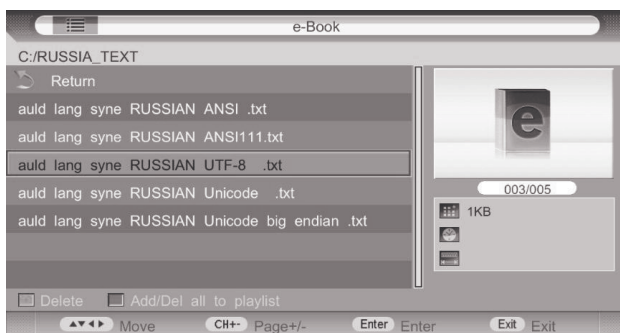 e-Book
C:/RUSSIA_TEXT
Return
auld lang syne RUSSIAN ANSI .txt
auld lang syne RUSSIAN ANSI111.txt
auld lang syne RUSSIAN UTF-8 .txt
auld lang syne RUSSIAN Unicode .txt
auld lang syne RUSSIAN Unicode big endian .txt
e
003/005
1KB
Delete Add/Del all to playlist
Move CH+- Page+/- Enter Enter Exit Exit